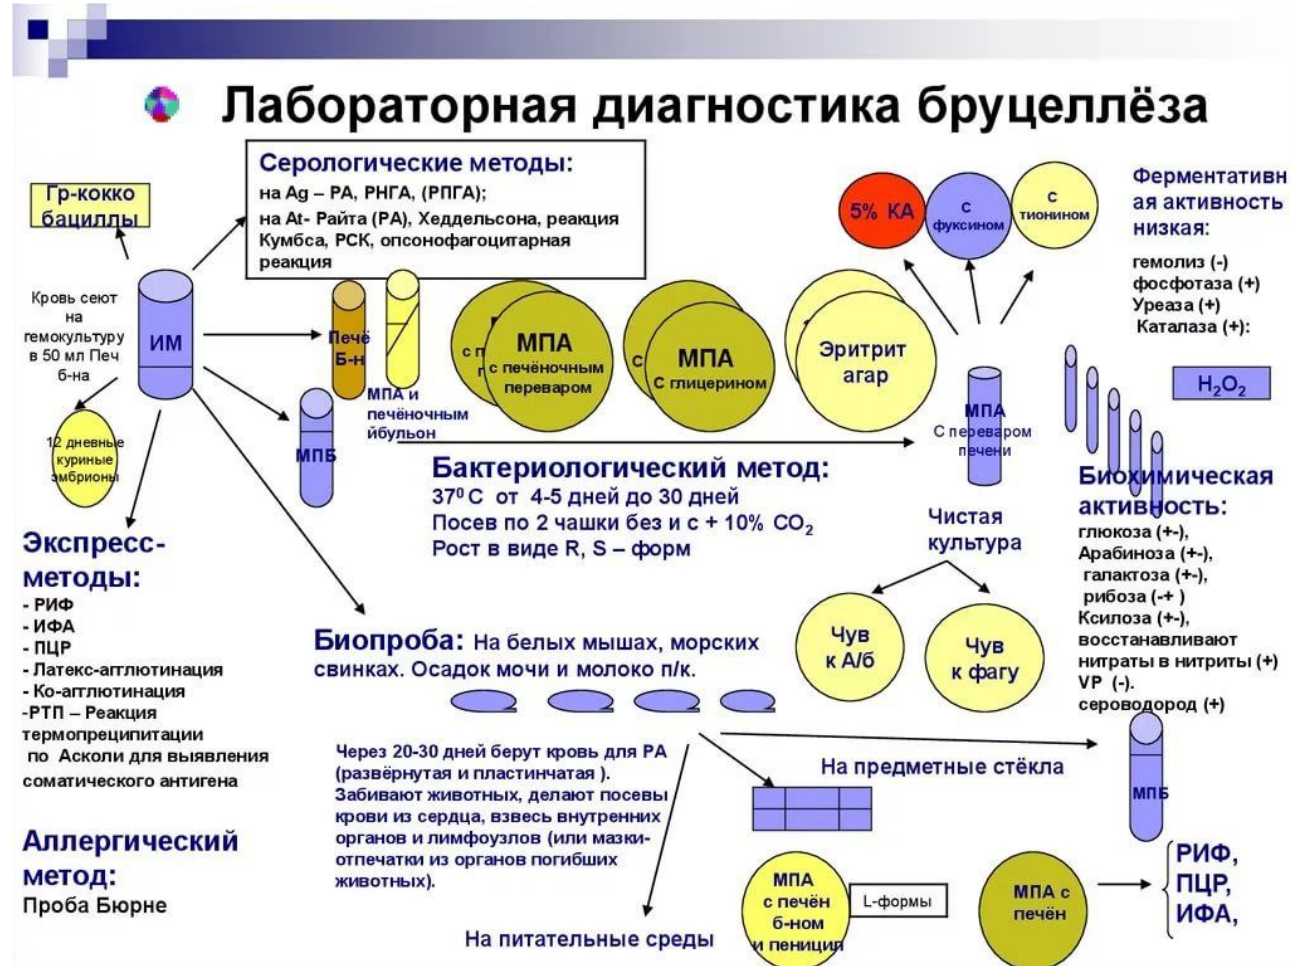 Лабораторная диагностика бруцеллёза
Гр-кокко
бациллы
Серологические методы:
на Ag – РА, РНГА, (РПГА);
на At- Райта (РА), Хеддельсона, реакция
Кумбса, РСК, опсонофагоцитарная
реакция
5% КА
С
фуксином
С
тионином
Ферментативн
ая активность
низкая:
гемолиз (-)
фосфотаза (+)
Уреаза (+)
Каталаза (+):
H₂O₂
Кровь сеют
на
гемокультуру
в 50 мл Печ
б-на
ИМ
Печё
Б-н
МПА и
печёночным
йбульон
МПБ
12 дневные
куриные
эмбрионы
с п
МПА
с печёночным
переваром
С
МПА
С глицерином
Эритрит
агар
МПА
С переваром
печени
Бактериологический метод:
37⁰ С от 4-5 дней до 30 дней
Посев по 2 чашки без и с + 10% CO₂
Рост в виде R, S – форм
Чистая
культура
Чув
к А/б
Чув
к фагу
Биохимическая
активность:
глюкоза (+-),
Арабиноза (+-),
галактоза (+-),
рибоза (-+ )
Ксилоза (+-),
восстанавливают
нитраты в нитриты (+)
VP (-).
сероводород (+)
Экспресс-
методы:
- РИФ
- ИФА
- ПЦР
- Латекс-агглютинация
- Ко-агглютинация
-РТП – Реакция
термопреципитации
по Асколи для выявления
соматического антигена
Аллергический
метод:
Проба Бюрне
Биопроба: На белых мышах, морских
свинках. Осадок мочи и молоко п/к.
Через 20-30 дней берут кровь для РА
(развёрнутая и пластинчатая ).
Забивают животных, делают посевы
крови из сердца, взвесь внутренних
органов и лимфоузлов (или мазки-
отпечатки из органов погибших
животных).
На предметные стёкла
МПБ
На питательные среды
МПА
с печён
б-ном
и пеницил
L-формы
МПА с
печён
РИФ,
ПЦР,
ИФА,